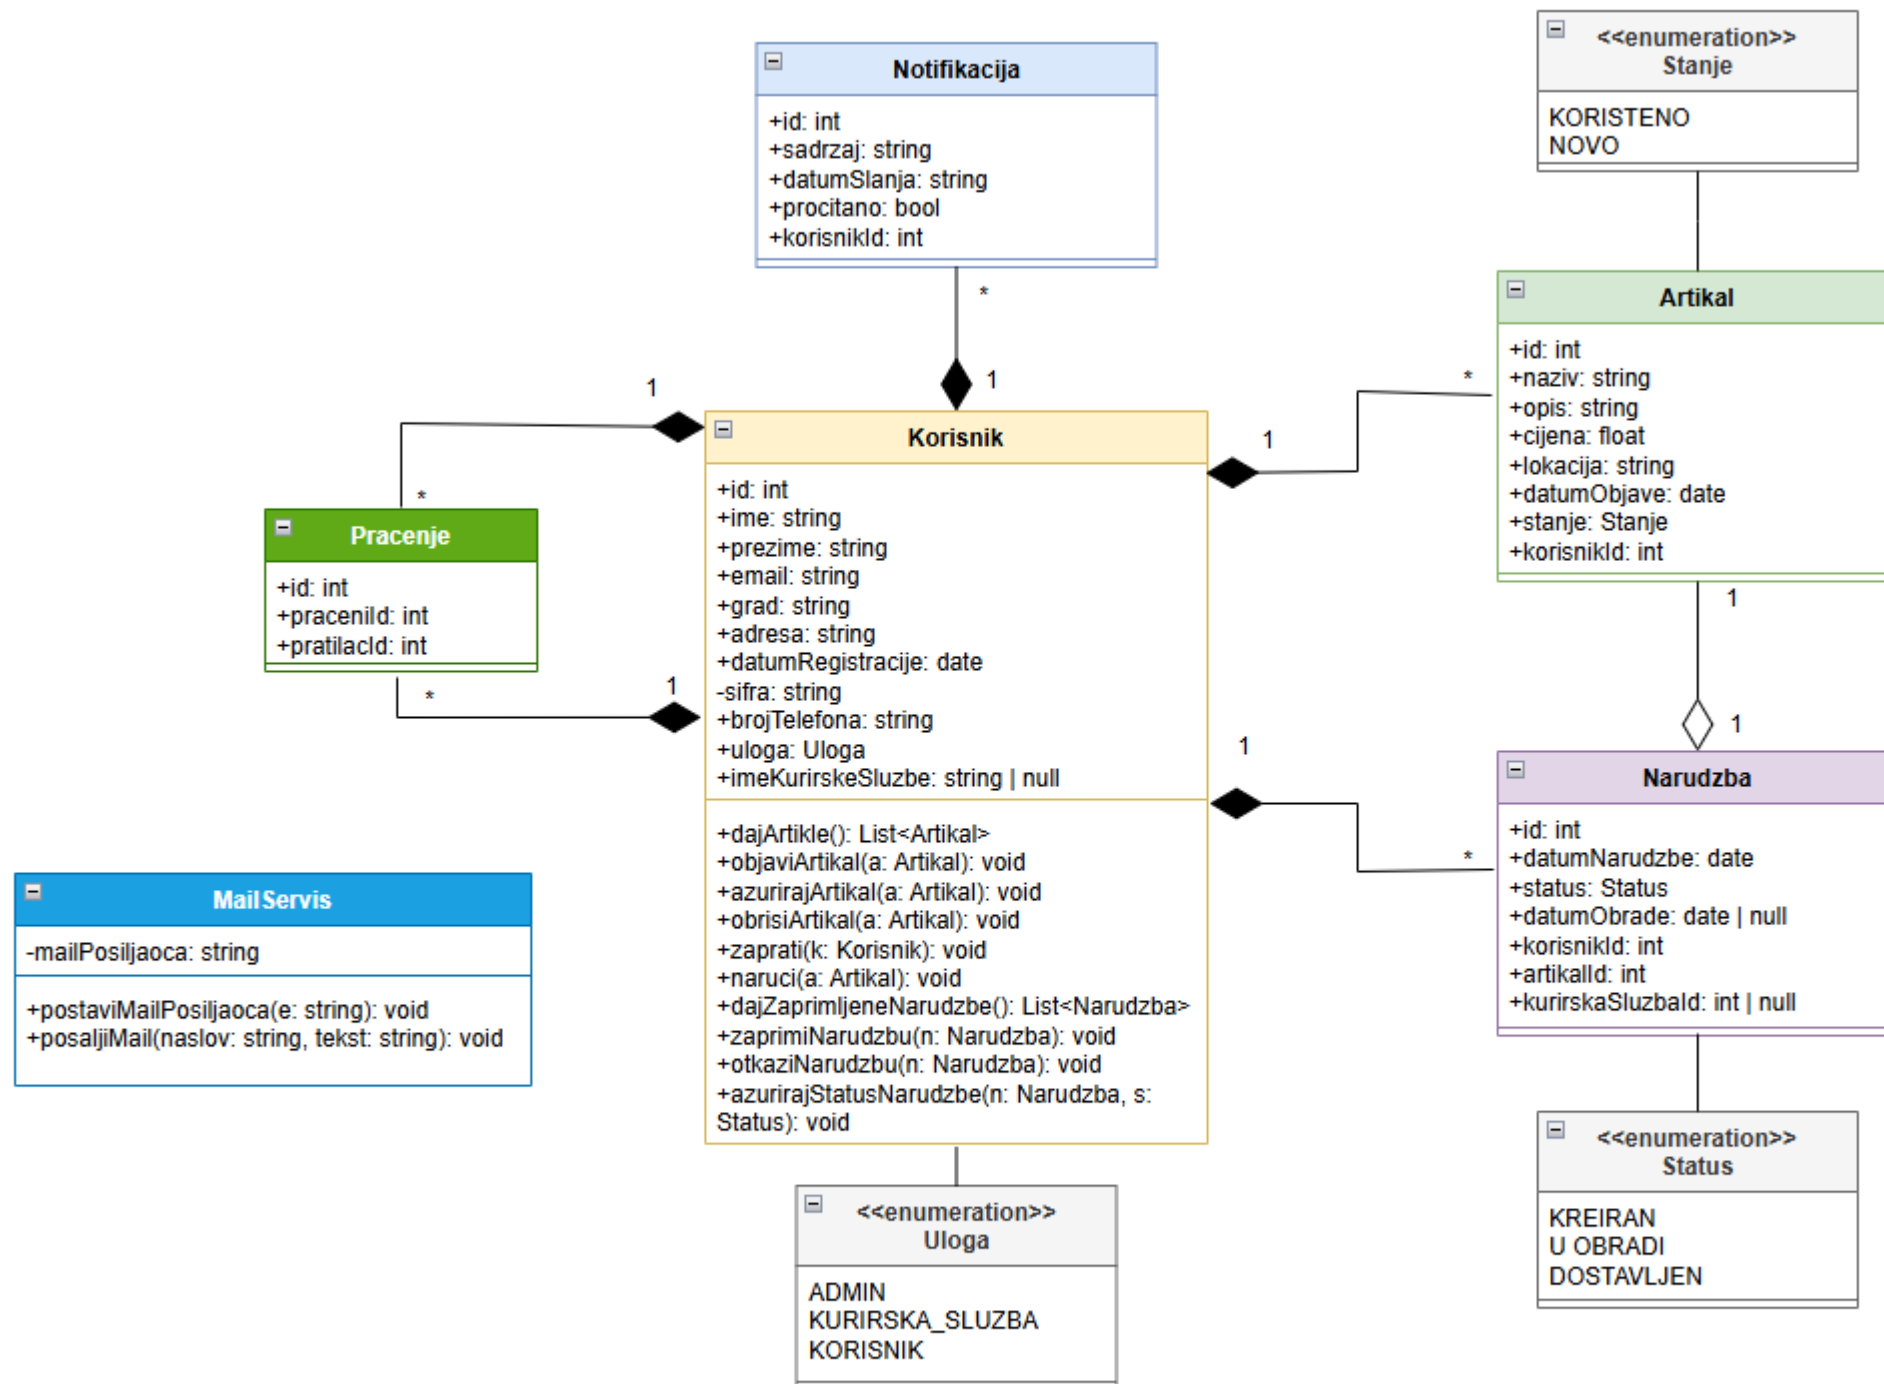 <<enumeration>>
Stanje
KORISTENO
NOVO
Notifikacija
+id: int
+sadrzaj: string
+datumSlanja: string
+procitano: bool
+korisnikId: int
*
1
Artikal
+id: int
+naziv: string
+opis: string
+cijena: float
+lokacija: string
+datumObjave: date
+stanje: Stanje
+korisnikId: int
1
*
1
*
Korisnik
+id: int
+ime: string
+prezime: string
+email: string
+grad: string
+adresa: string
+datumRegistracije: date
-sifra: string
+brojTelefona: string
+uloga: Uloga
+imeKurirskeSluzbe: string | null
+dajArtikle(): List<Artikal>
+objaviArtikal(a: Artikal): void
+azurirajArtikal(a: Artikal): void
+obrisiArtikal(a: Artikal): void
+zaprati(k: Korisnik): void
+naruci(a: Artikal): void
+dajZaprimljeneNarudzbe(): List<Narudzba>
+zaprimiNarudzbu(n: Narudzba): void
+otkaziNarudzbu(n: Narudzba): void
+azurirajStatusNarudzbe(n: Narudzba, s:
Status): void
Pracenje
+id: int
+praceniId: int
+pratilacId: int
*
1
1
1
1
*
Narudzba
+id: int
+datumNarudzbe: date
+status: Status
+datumObrade: date | null
+korisnikId: int
+artikalId: int
+kurirskaSluzbaId: int | null
MailServis
-mailPosiljaoca: string
+postaviMailPosiljaoca(e: string): void
+posaljiMail(naslov: string, tekst: string): void
<<enumeration>>
Status
KREIRAN
U OBRADI
DOSTAVLJEN
<<enumeration>>
Uloga
ADMIN
KURIRSKA_SLUZBA
KORISNIK